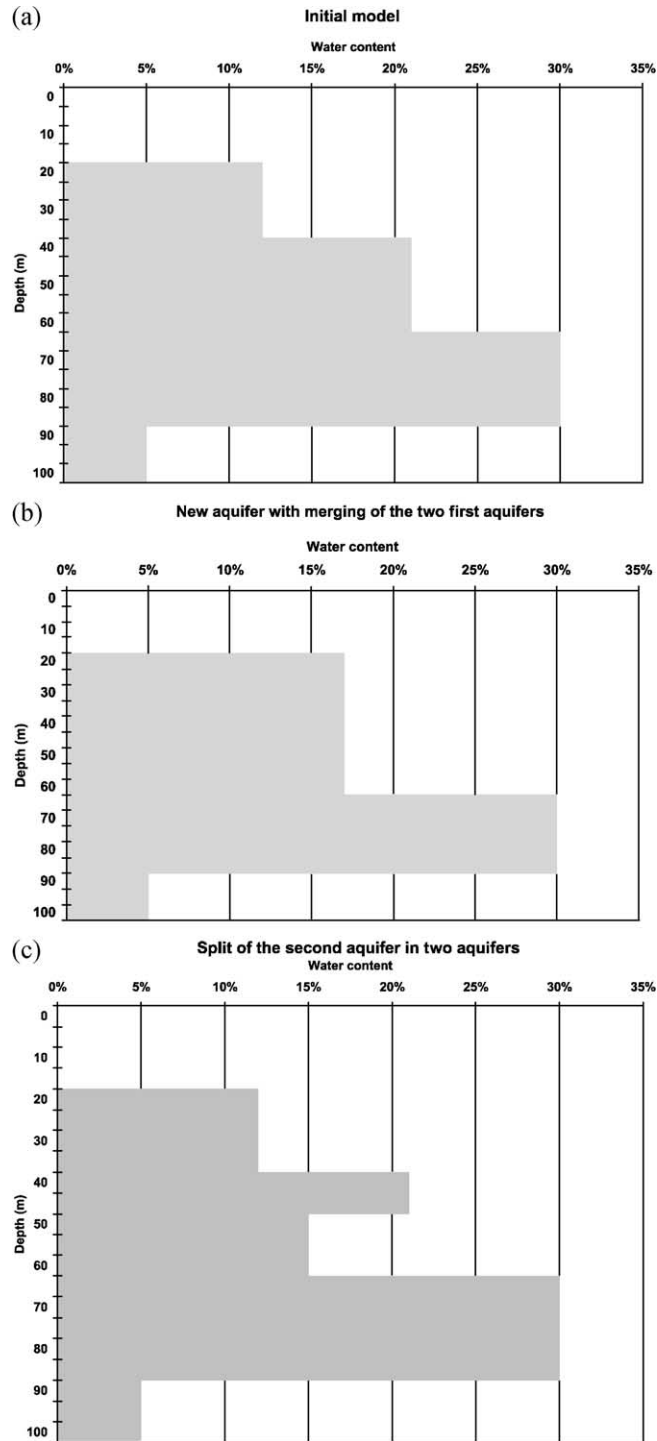 (a)
Initial model
Water content
0% 5% 10% 15% 20% 25% 30% 35%
0
10
20
30
40
50
60
70
80
90
100
Depth (m)
(b)
New aquifer with merging of the two first aquifers
Water content
0% 5% 10% 15% 20% 25% 30% 35%
0
10
20
30
40
50
60
70
80
90
100
Depth (m)
(c)
Split of the second aquifer in two aquifers
Water content
0% 5% 10% 15% 20% 25% 30% 35%
0
10
20
30
40
50
60
70
80
90
100
Depth (m)